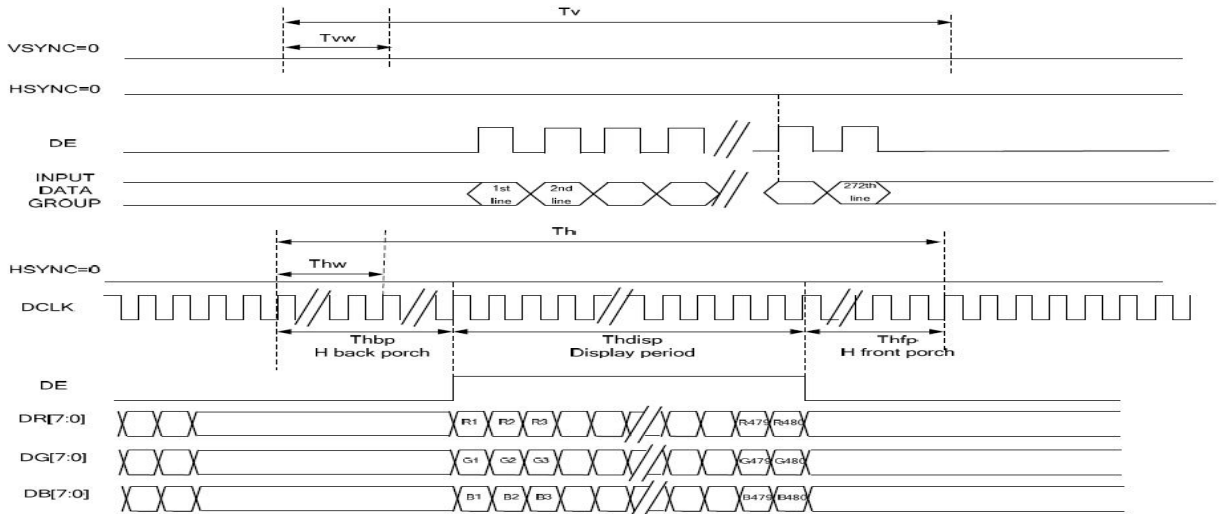 Tv
Tvw
VSYNC=0
HSYNC=0
DE
INPUT
DATA
GROUP
1st
line
2nd
line
272th
line
Th
Thw
HSYNC=0
DCLK
Thbp
H back porch
Thdisp
Display period
Thfp
H front porch
DE
DR[7:0]
R1 R2 R3 R479 R480
DG[7:0]
G1 G2 G3 G479 G480
DB[7:0]
B1 B2 B3 B479 B480